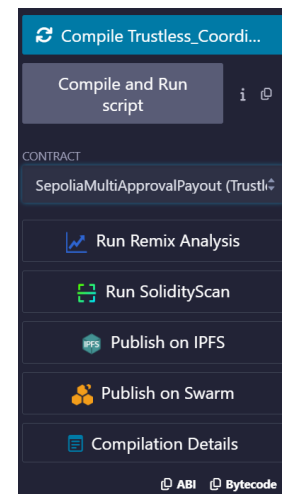 Compile Trustless_Coordi...
Compile and Run
script
i
CONTRACT
SepoliaMultiApprovalPayout (Trustl
Run Remix Analysis
Run SolidityScan
IPFS Publish on IPFS
Publish on Swarm
Compilation Details
ABI Bytecode